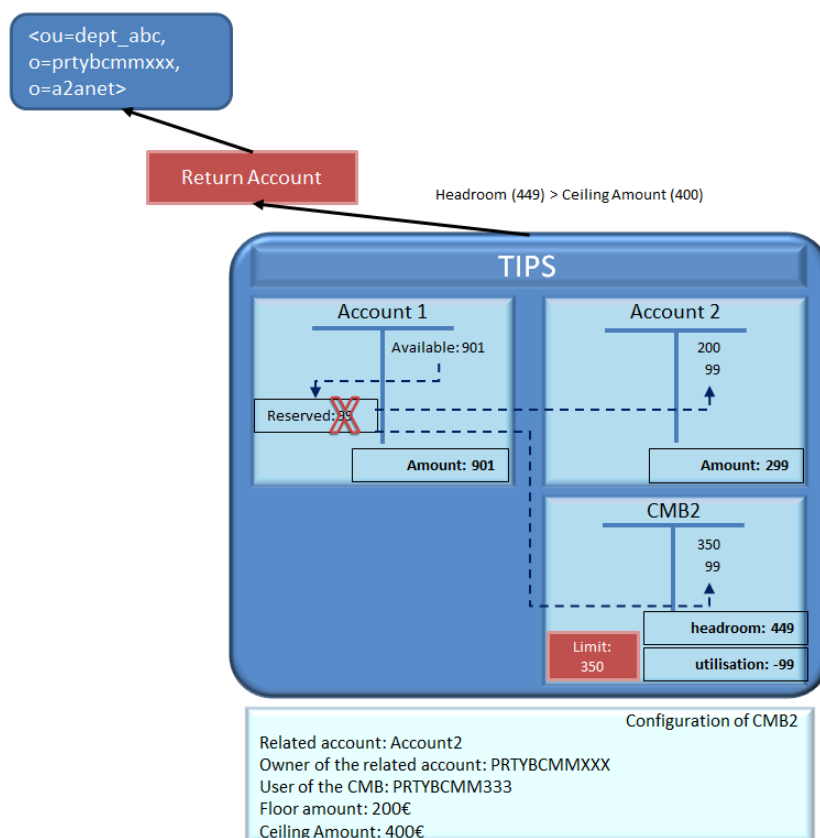 <ou=dept_abc,
o=prtybcmmxxx,
o=a2anet>
Return Account
Headroom (449) > Ceiling Amount (400)
TIPS
Account 1
Available: 901
Reserved:
Amount: 901
Account 2
200
99
Amount: 299
CMB2
350
99
headroom: 449
Limit:
350
utilisation: -99
Configuration of CMB2
Related account: Account2
Owner of the related account: PRTYBCMMXXX
User of the CMB: PRTYBCMM333
Floor amount: 200€
Ceiling Amount: 400€